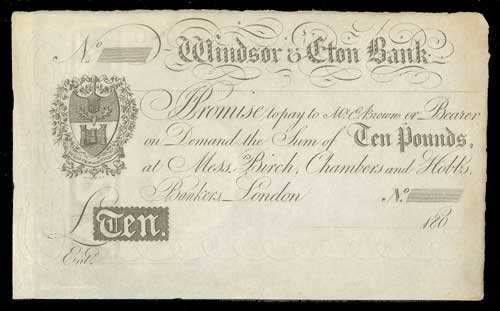 No
Windsor & Eton Bank
I Promise to pay to Mr. E. Brown or Bearer
on Demand the Sum of Ten Pounds,
at Mess.rs Birch, Chambers and Hobbs.
Bankers London No
180
£ Ten.
Ent.d